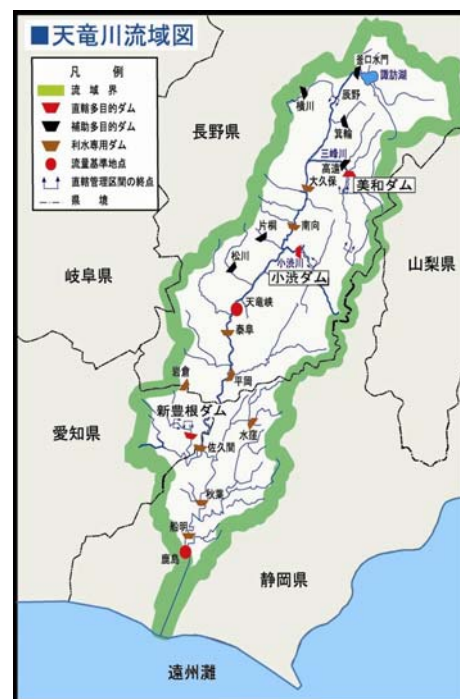 ■天竜川流域図
凡 例
流 域 界
直轄多目的ダム
補助多目的ダム
利水専用ダム
流量基準地点
直轄管理区間の終点
県 境
釜口水門
諏訪湖
横川
辰野
箕輪
長野県
三峰川
高遠
美和ダム
大久保
片桐
南向
松川
小渋川
小渋ダム
山梨県
岐阜県
天竜峡
泰阜
岩倉
平岡
新豊根ダム
愛知県
水窪
佐久間
秋葉
船明
鹿島
静岡県
遠州灘